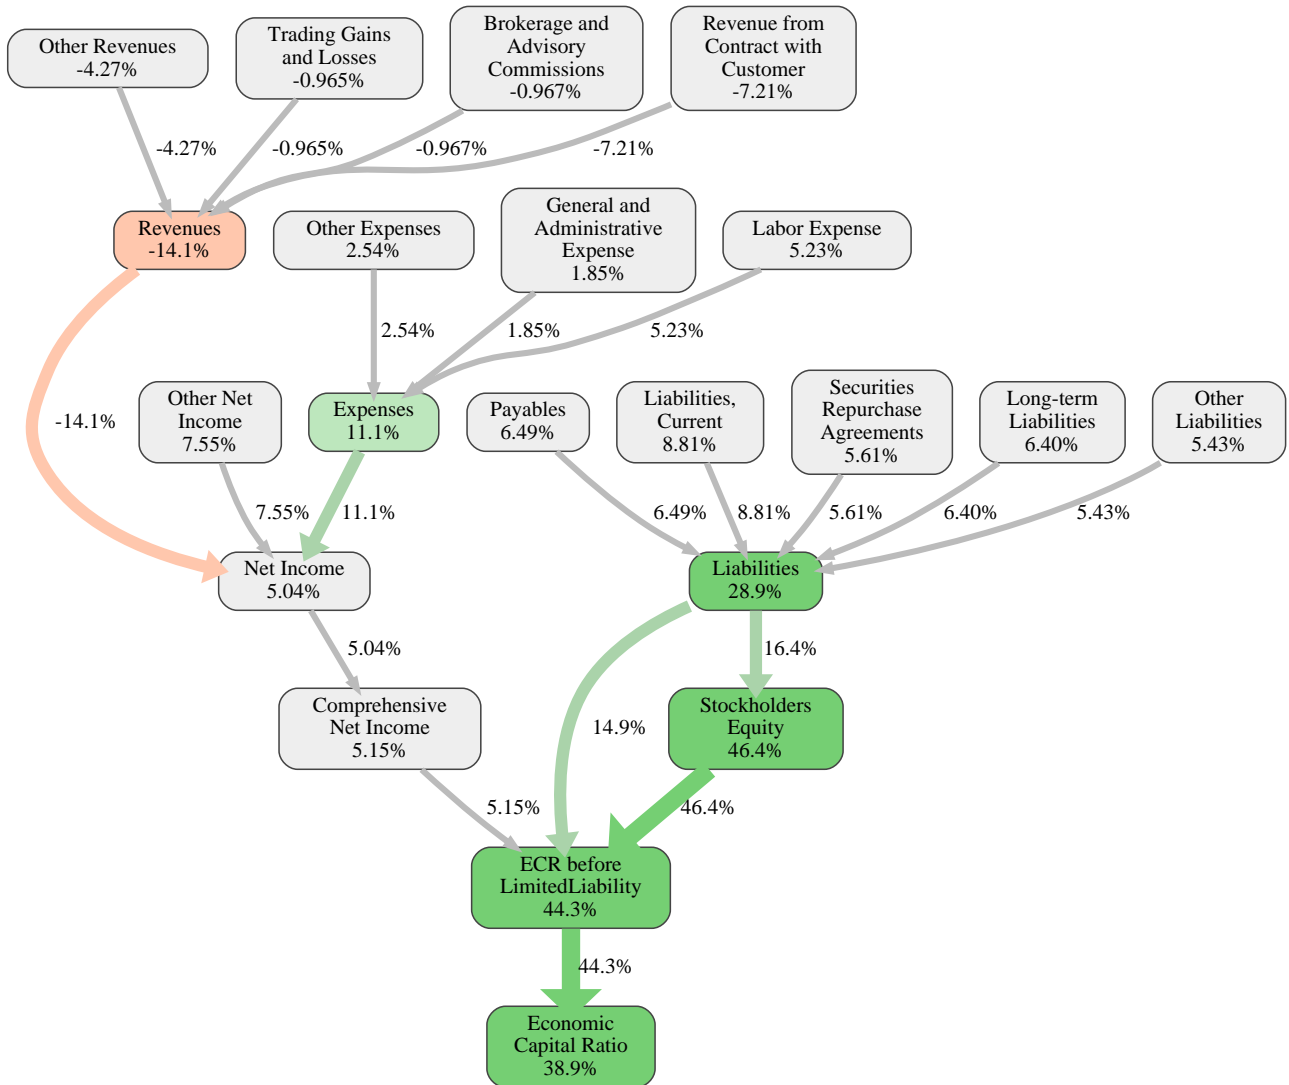 Other Revenues
-4.27%
Trading Gains
and Losses
-0.965%
Brokerage and
Advisory
Commissions
-0.967%
Revenue from
Contract with
Customer
-7.21%
-4.27%
-0.965%
-0.967%
-7.21%
Revenues
-14.1%
Other Expenses
2.54%
General and
Administrative
Expense
1.85%
Labor Expense
5.23%
2.54%
1.85%
5.23%
-14.1%
Other Net
Income
7.55%
Expenses
11.1%
Payables
6.49%
Liabilities,
Current
8.81%
Securities
Repurchase
Agreements
5.61%
Long-term
Liabilities
6.40%
Other
Liabilities
5.43%
7.55%
11.1%
6.49%
8.81%
5.61%
6.40%
5.43%
Net Income
5.04%
Liabilities
28.9%
5.04%
16.4%
Comprehensive
Net Income
5.15%
14.9%
Stockholders
Equity
46.4%
5.15%
46.4%
ECR before
LimitedLiability
44.3%
44.3%
Economic
Capital Ratio
38.9%